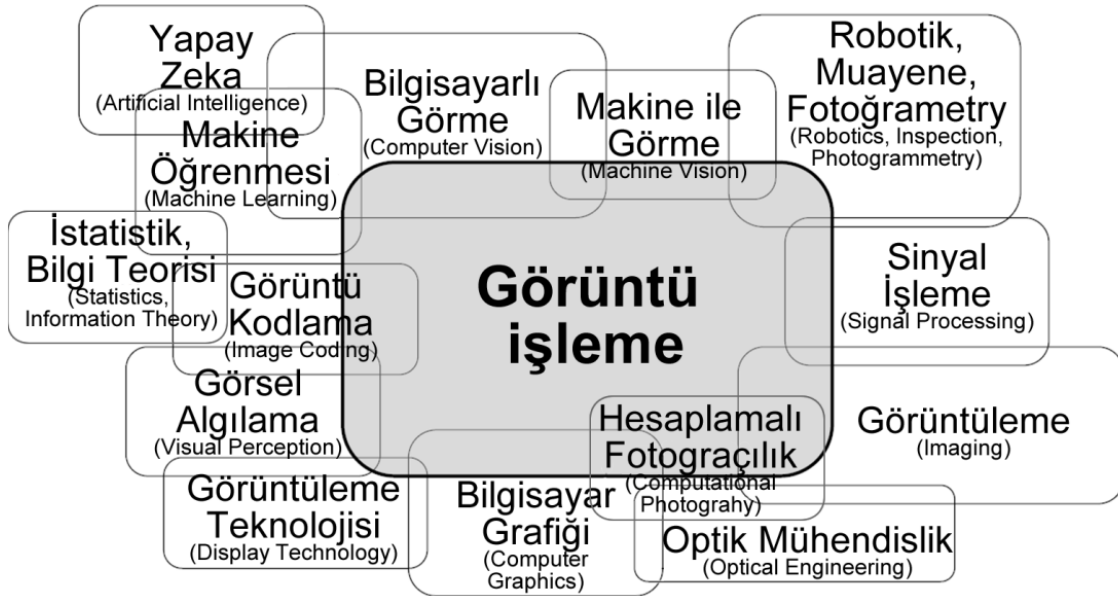 Yapay
Zeka
(Artificial Intelligence)
Makine
Öğrenmesi
(Machine Learning)
Bilgisayarlı
Görme
(Computer Vision)
Makine ile
Görme
(Machine Vision)
Robotik,
Muayene,
Fotoğrametry
(Robotics, Inspection,
Photogrammetry)
İstatistik,
Bilgi Teorisi
(Statistics,
Information Theory)
Görüntü
Kodlama
(Image Coding)
Görüntü
işleme
Sinyal
İşleme
(Signal Processing)
Görsel
Algılama
(Visual Perception)
Hesaplamalı
Fotograçılık
(Computational
Photograhy)
Görüntüleme
(Imaging)
Görüntüleme
Teknolojisi
(Display Technology)
Bilgisayar
Grafiği
(Computer
Graphics)
Optik Mühendislik
(Optical Engineering)